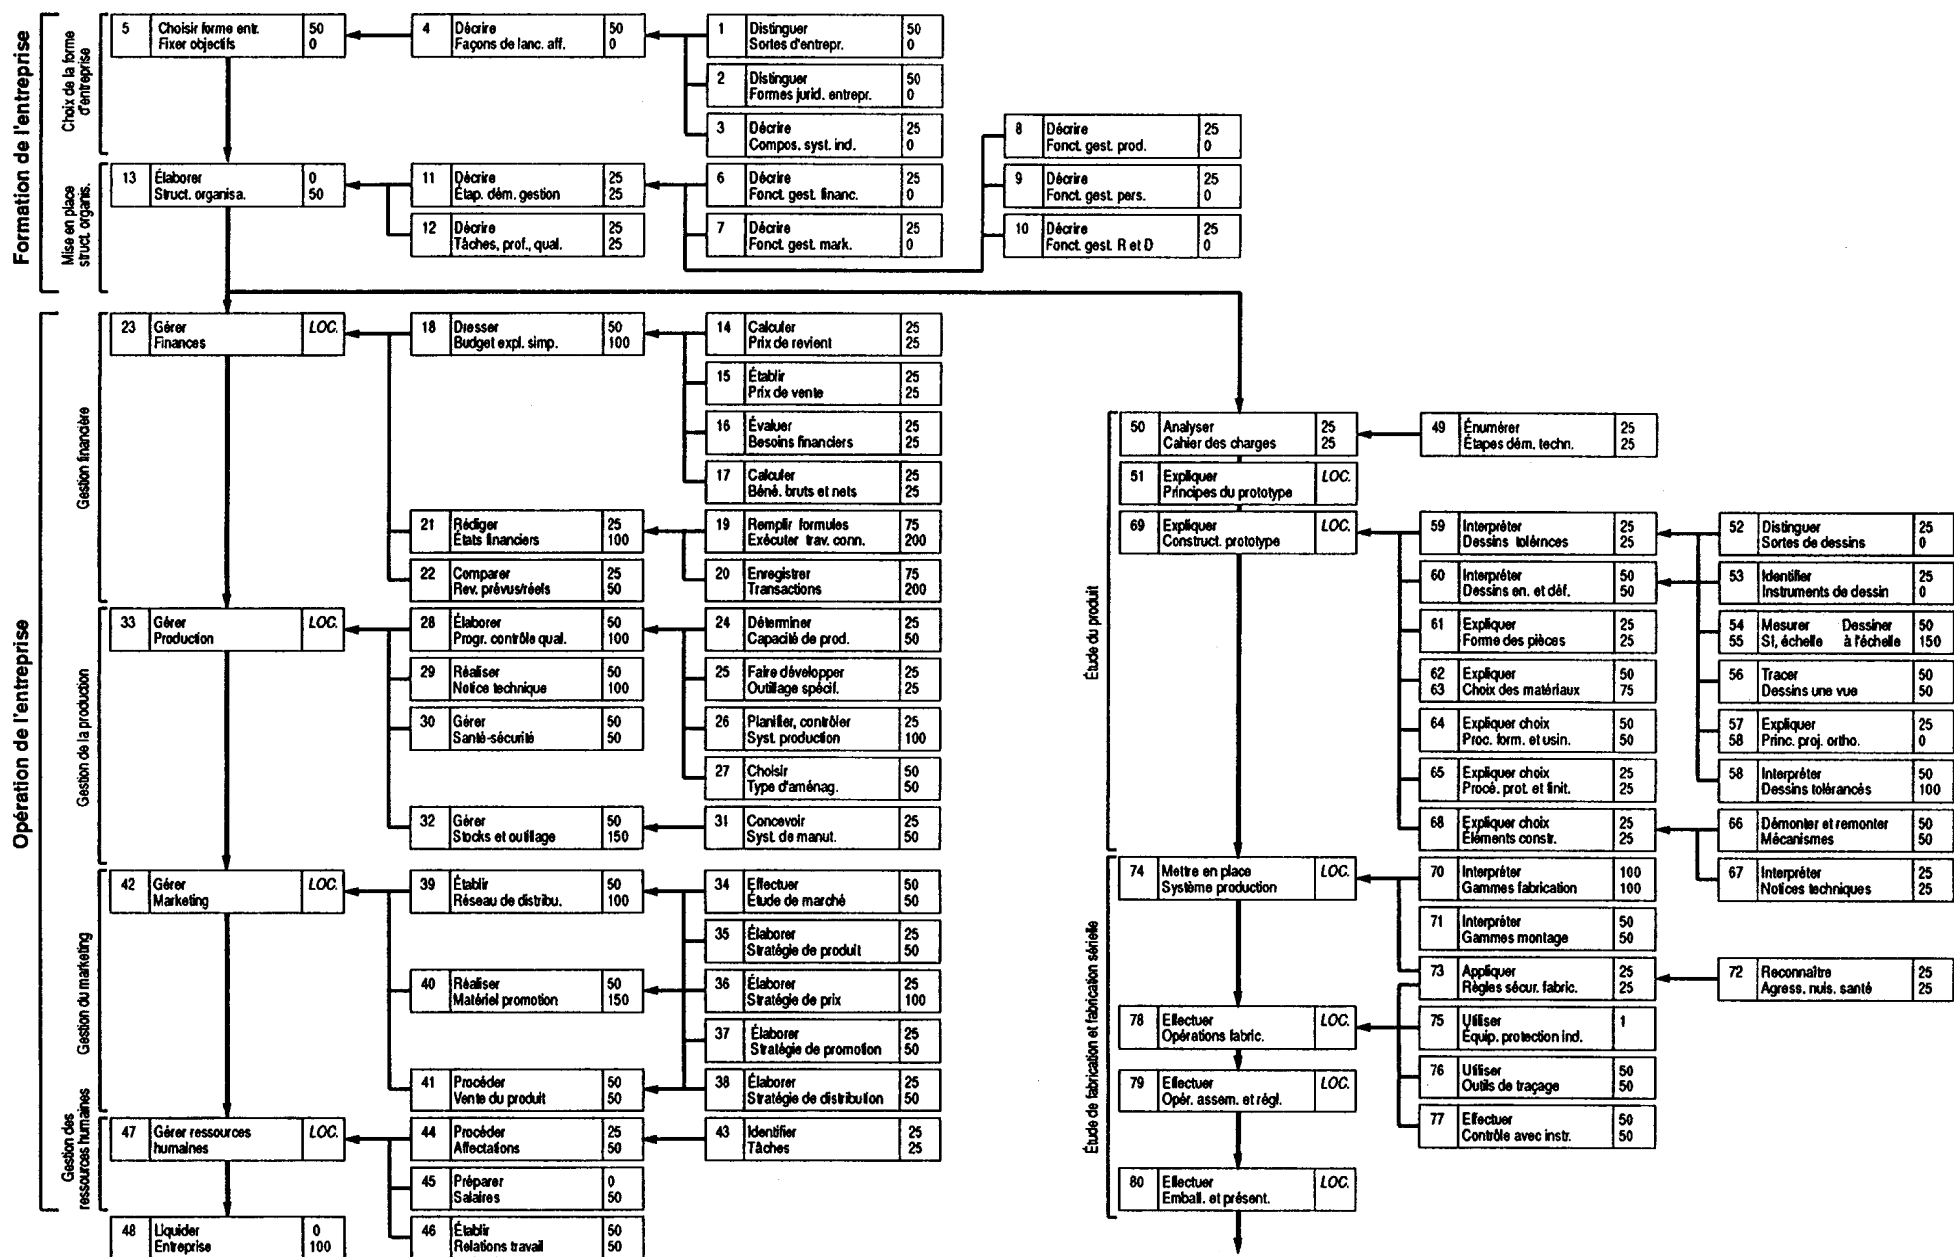 Formation de l'entreprise
Choix de la forme
d'entreprise
5 Choisir forme entr. 50
Fixer objectifs 0
4 Décrire 50
Façons de lanc. aff. 0
1 Distinguer 50
Sortes d'entrepr. 0
2 Distinguer 50
Formes jurid. entrepr. 0
3 Décrire 25
Compos. syst. ind. 0
Mise en place
struct. organis.
13 Élaborer 0
Struct. organisa. 50
11 Décrire 25
Étap. dém. gestion 25
12 Décrire 25
Tâches, prof., qual. 25
6 Décrire 25
Fonct. gest. financ. 0
7 Décrire 25
Fonct. gest. mark. 0
8 Décrire 25
Fonct. gest. prod. 0
9 Décrire 25
Fonct. gest. pers. 0
10 Décrire 25
Fonct. gest. R et D 0
Opération de l'entreprise
Gestion financière
23 Gérer LOC.
Finances
18 Dresser 50
Budget expl. simp. 100
14 Calculer 25
Prix de revient 25
15 Établir 25
Prix de vente 25
16 Évaluer 25
Besoins financiers 25
17 Calculer 25
Béné. bruts et nets 25
21 Rédiger 25
États financiers 100
19 Remplir formules 75
Exécuter trav. conn. 200
22 Comparer 25
Rev. prévus/réels 50
20 Enregistrer 75
Transactions 200
Gestion de la production
33 Gérer LOC.
Production
28 Élaborer 50
Progr. contrôle qual. 100
24 Déterminer 25
Capacité de prod. 50
29 Réaliser 50
Notice technique 100
25 Faire développer 25
Outillage spécif. 25
30 Gérer 50
Santé-sécurité 50
26 Planifier, contrôler 25
Syst. production 100
27 Choisir 50
Type d'aménag. 50
32 Gérer 50
Stocks et outillage 150
31 Concevoir 25
Syst. de manut. 50
Gestion du marketing
42 Gérer LOC.
Marketing
39 Établir 50
Réseau de distribu. 100
34 Effectuer 50
Étude de marché 50
35 Élaborer 25
Stratégie de produit 50
40 Réaliser 50
Matériel promotion 150
36 Élaborer 25
Stratégie de prix 100
37 Élaborer 25
Stratégie de promotion 50
41 Procéder 50
Vente du produit 50
38 Élaborer 25
Stratégie de distribution 50
Gestion des
ressources humaines
47 Gérer ressources LOC.
humaines
44 Procéder 25
Affectations 50
43 Identifier 25
Tâches 25
45 Préparer 0
Salaires 50
48 Liquider 0
Entreprise 100
46 Établir 50
Relations travail 50
Étude du produit
50 Analyser 25
Cahier des charges 25
49 Énumérer 25
Étapes dém. techn. 25
51 Expliquer LOC.
Principes du prototype
69 Expliquer LOC.
Construct. prototype
59 Interpréter 25
Dessins tolérnces 25
52 Distinguer 25
Sortes de dessins 0
60 Interpréter 50
Dessins en. et déf. 50
53 Identifier 25
Instruments de dessin 0
61 Expliquer 25
Forme des pièces 25
54 Mesurer Dessiner 50
55 SI, échelle à l'échelle 150
62 Expliquer 50
63 Choix des matériaux 75
56 Tracer 50
Dessins une vue 50
64 Expliquer choix 50
Proc. form. et usin. 50
57 Expliquer 25
58 Princ. proj. ortho. 0
65 Expliquer choix 25
Procé. prot. et finit. 25
58 Interpréter 50
Dessins tolérancés 100
68 Expliquer choix 25
Éléments constr. 25
66 Démonter et remonter 50
Mécanismes 50
67 Interpréter 25
Notices techniques 25
Étude de fabrication et fabrication sérielle
74 Mettre en place LOC.
Système production
70 Interpréter 100
Gammes fabrication 100
71 Interpréter 50
Gammes montage 50
73 Appliquer 25
Règles sécur. fabric. 25
72 Reconnaître 25
Agress. nuis. santé 25
78 Effectuer LOC.
Opérations fabric.
75 Utiliser 1
Équip. protection ind.
79 Effectuer LOC.
Opér. assem. et régl.
76 Utiliser 50
Outils de traçage 50
77 Effectuer 50
Contrôle avec instr. 50
80 Effectuer LOC.
Emball. et présent.